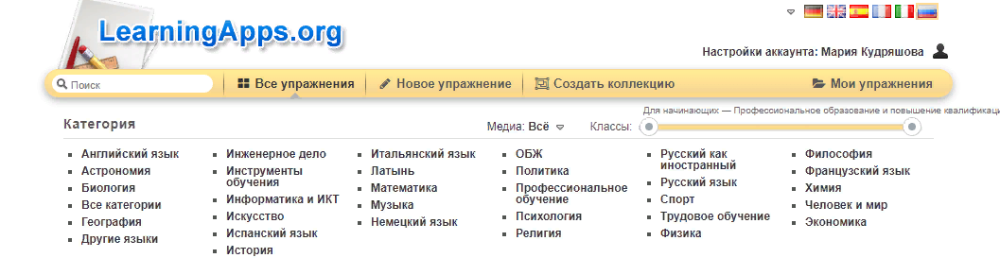 LearningApps.org
Настройки аккаунта: Мария Кудряшова
Поиск
Все упражнения
Новое упражнение
Создать коллекцию
Мои упражнения
Для начинающих — Профессиональное образование и повышение квалификаци
Категория
Медиа: Всё
Классы:
Английский язык
Астрономия
Биология
Все категории
География
Другие языки
Инженерное дело
Инструменты
обучения
Информатика и ИКТ
Искусство
Испанский язык
История
Итальянский язык
Латынь
Математика
Музыка
Немецкий язык
ОБЖ
Политика
Профессиональное
обучение
Психология
Религия
Русский как
иностранный
Русский язык
Спорт
Трудовое обучение
Физика
Философия
Французский язык
Химия
Человек и мир
Экономика